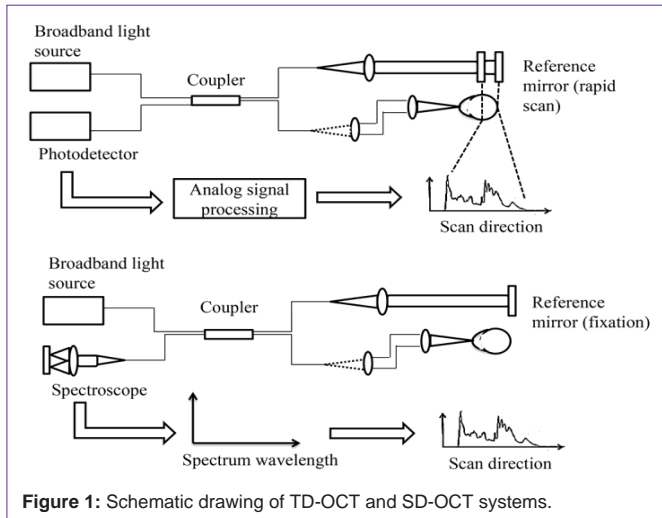 Broadband light
source
Coupler
Reference
mirror (rapid
scan)
Photodetector
Analog signal
processing
Scan direction
Broadband light
source
Coupler
Reference
mirror (fixation)
Spectroscope
Spectrum wavelength
Scan direction
Figure 1: Schematic drawing of TD-OCT and SD-OCT systems.